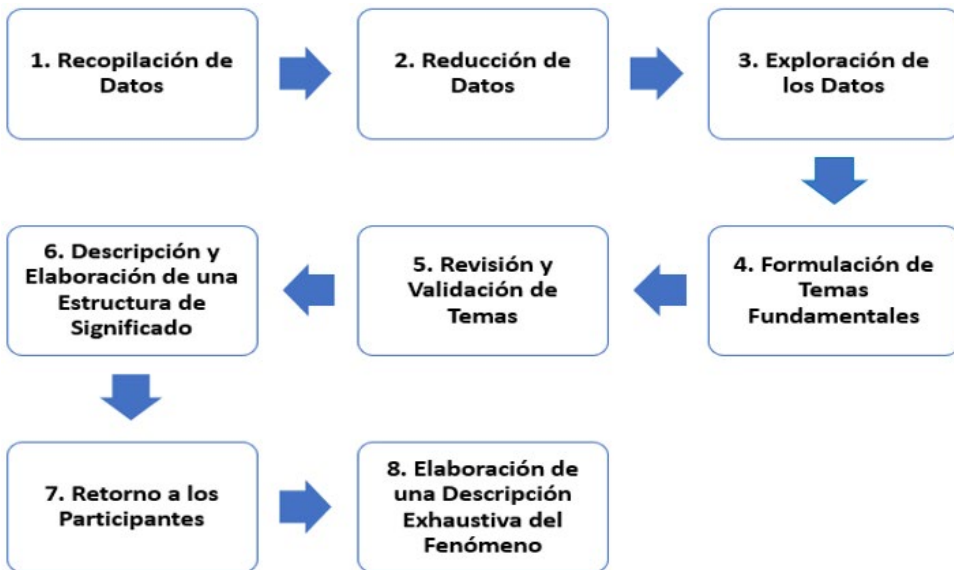 1. Recopilación de
Datos
2. Reducción de
Datos
3. Exploración de
los Datos
4. Formulación de
Temas
Fundamentales
5. Revisión y
Validación de
Temas
6. Descripción y
Elaboración de una
Estructura de
Significado
7. Retorno a los
Participantes
8. Elaboración de
una Descripción
Exhaustiva del
Fenómeno